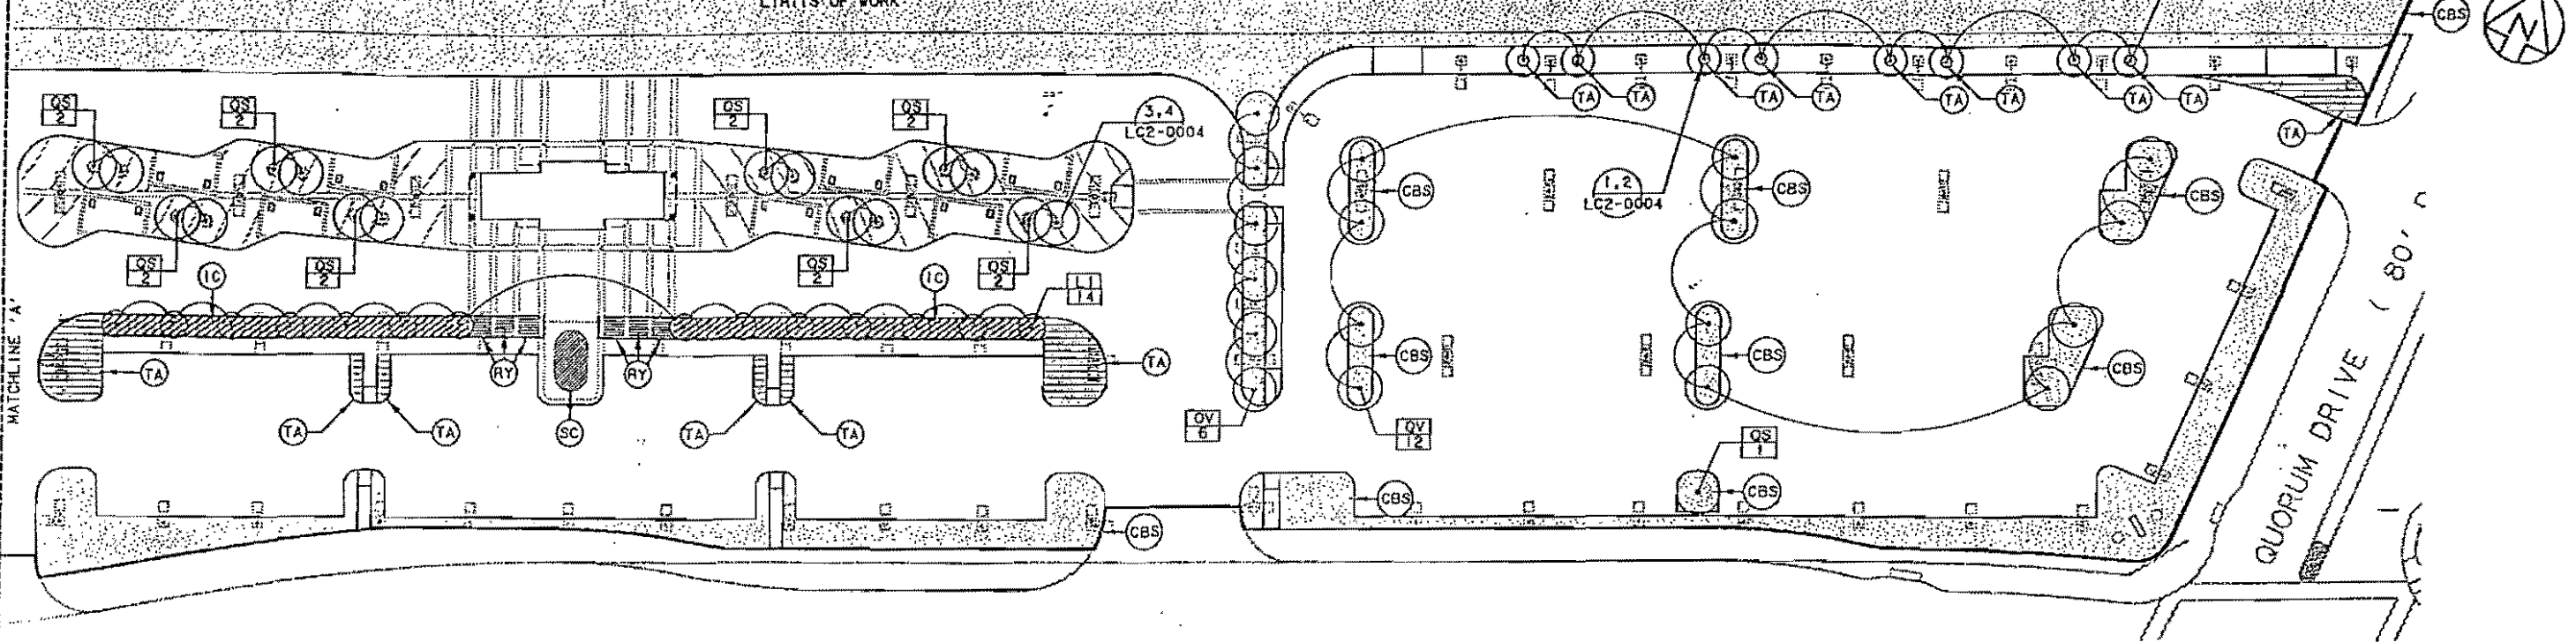 LIMITS OF WORK
CBS
N
QS
2
QS
2
QS
2
QS
2
3,4
LC2-0004
TA
TA
TA
TA
TA
TA
TA
TA
TA
CBS
1,2
LC2-0004
CBS
CBS
QS
2
QS
2
QS
2
QS
2
IC
IC
L1
14
MATCHLINE 'A'
TA
RY
RY
TA
CBS
CBS
CBS
TA
TA
SC
TA
TA
QV
6
QV
12
QS
1
CBS
CBS
CBS
QUORUM DRIVE ( 80'